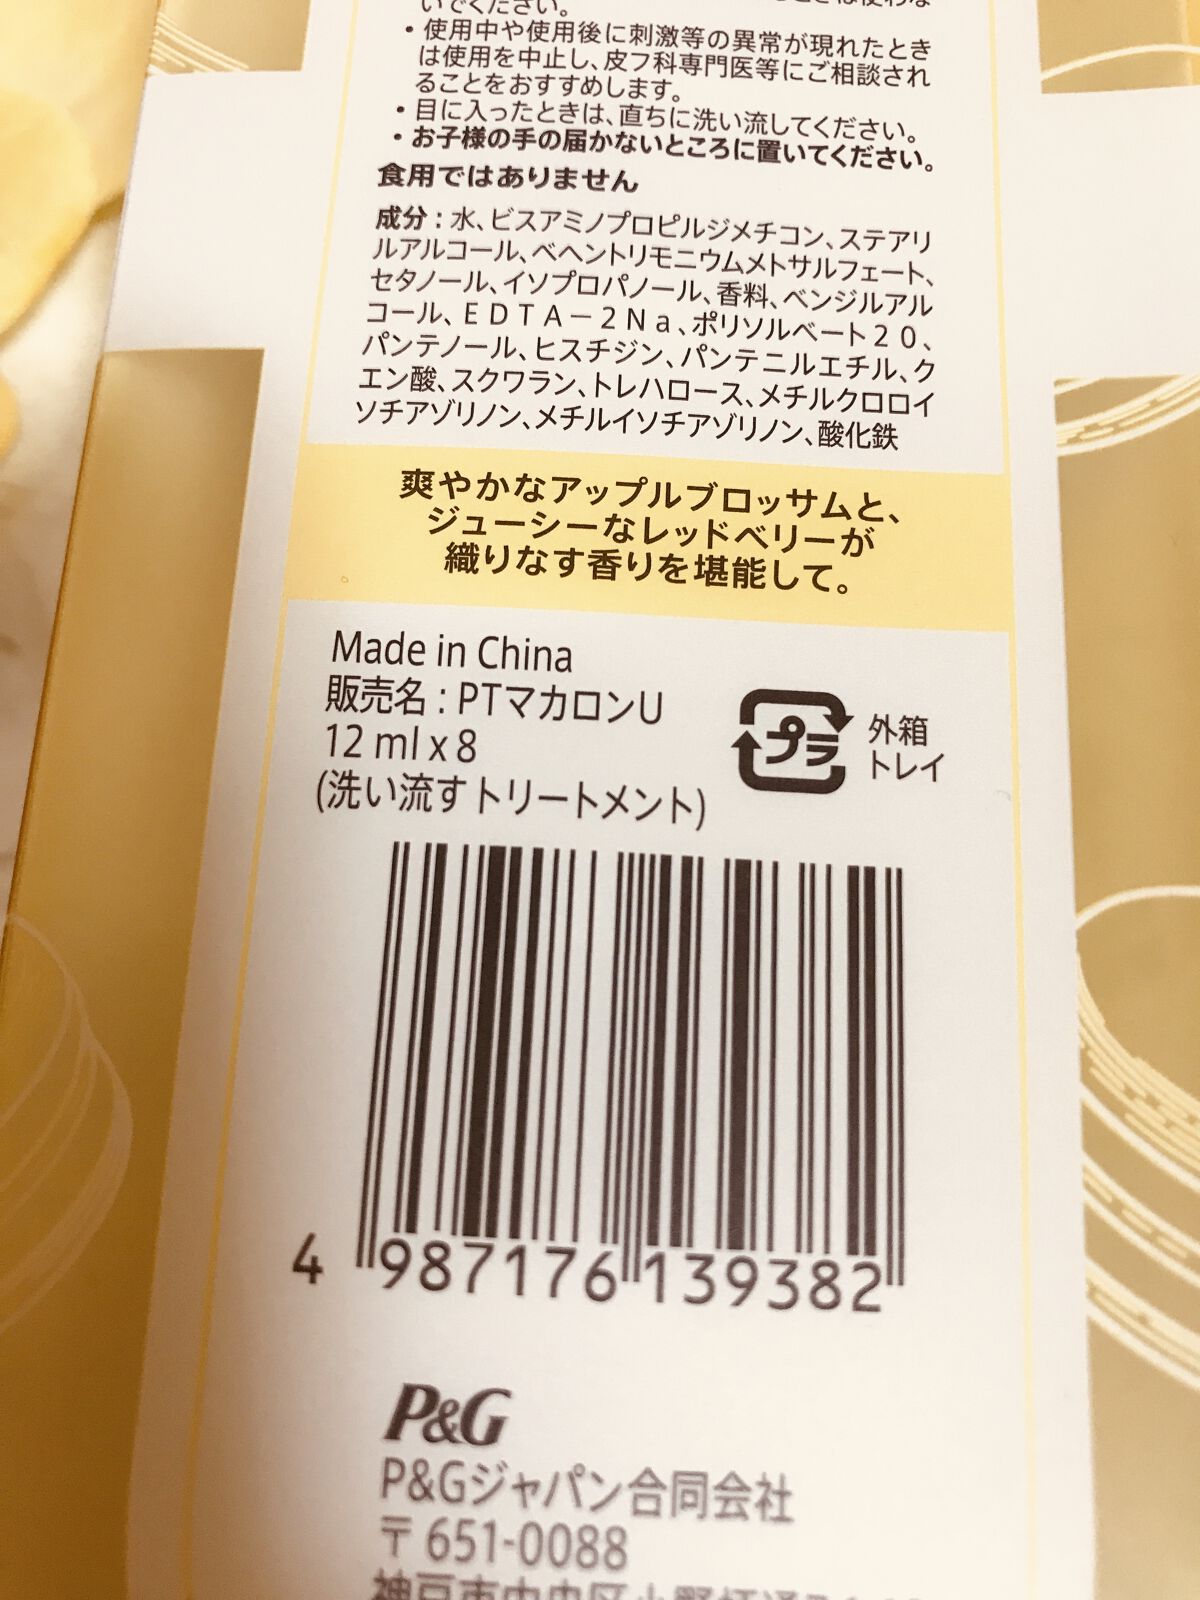 いでください。
・使用中や使用後に刺激等の異常が現れたとき
は使用を中止し、皮フ科専門医等にご相談され
ることをおすすめします。
・目に入ったときは、直ちに洗い流してください。
・お子様の手の届かないところに置いてください。
食用ではありません
成分：水、ビスアミノプロピルジメチコン、ステアリ
ルアルコール、ベヘントリモニウムメトサルフェート、
セタノール、イソプロパノール、香料、ベンジルアル
コール、ＥＤＴＡ－２Ｎａ、ポリソルベート２０、
パンテノール、ヒスチジン、パンテニルエチル、ク
エン酸、スクワラン、トレハロース、メチルクロロイ
ソチアゾリノン、メチルイソチアゾリノン、酸化鉄
爽やかなアップルブロッサムと、
ジューシーなレッドベリーが
織りなす香りを堪能して。
Made in China
販売名：PTマカロンU
12 ml x 8
(洗い流すトリートメント)
プラ
外箱
トレイ
4 987176 139382
P&G
P&Gジャパン合同会社
〒651-0088